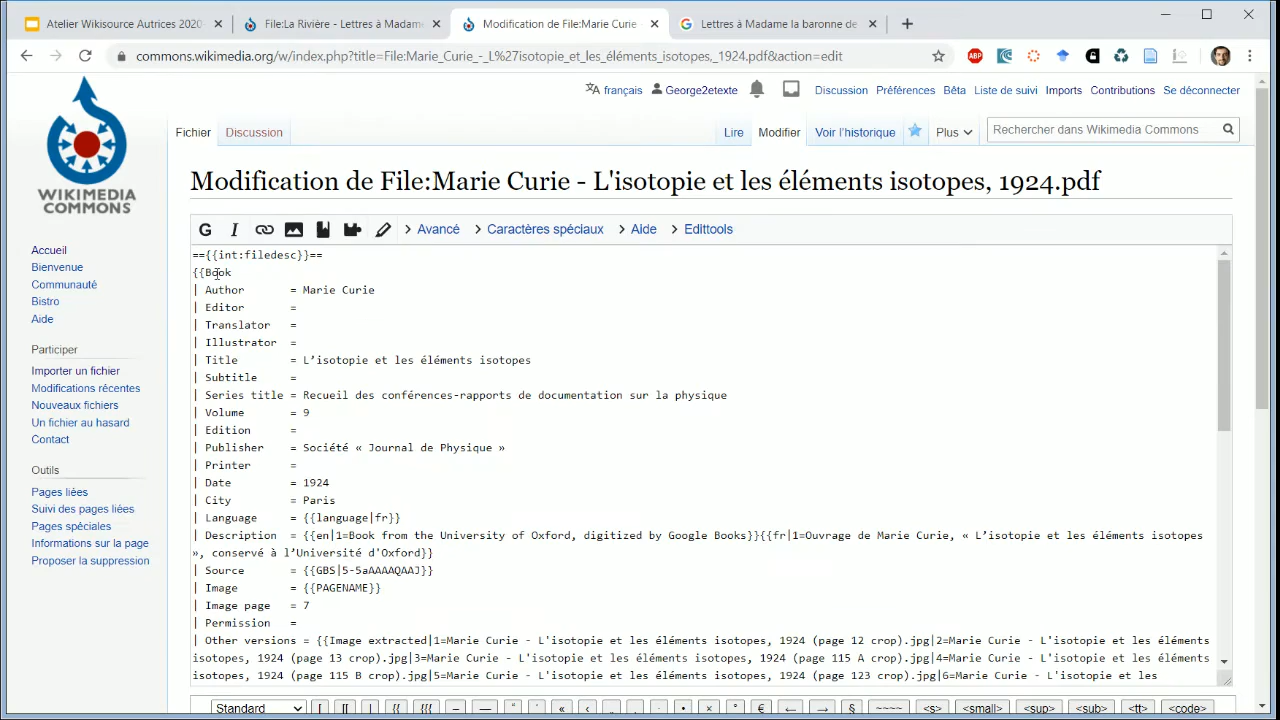 Atelier Wikisource Autrices 2020
File:La Rivière - Lettres à Madame
Modification de File:Marie Curie
Lettres à Madame la baronne de
commons.wikimedia.org/w/index.php?title=File:Marie_Curie_-_L%27isotopie_et_les_éléments_isotopes,_1924.pdf&action=edit
ABP
WIKIMEDIA
COMMONS
français
George2etexte
Discussion
Préférences
Bêta
Liste de suivi
Imports
Contributions
Se déconnecter
Fichier
Discussion
Lire
Modifier
Voir l'historique
Plus
Rechercher dans Wikimedia Commons
Modification de File:Marie Curie - L'isotopie et les éléments isotopes, 1924.pdf
Accueil
Bienvenue
Communauté
Bistro
Aide
Participer
Importer un fichier
Modifications récentes
Nouveaux fichiers
Un fichier au hasard
Contact
Outils
Pages liées
Suivi des pages liées
Pages spéciales
Informations sur la page
Proposer la suppression
G I Avancé Caractères spéciaux Aide Edittools
=={{int:filedesc}}==
{{Book
| Author = Marie Curie
| Editor =
| Translator =
| Illustrator =
| Title = L’isotopie et les éléments isotopes
| Subtitle =
| Series title = Recueil des conférences-rapports de documentation sur la physique
| Volume = 9
| Edition =
| Publisher = Société « Journal de Physique »
| Printer =
| Date = 1924
| City = Paris
| Language = {{language|fr}}
| Description = {{en|1=Book from the University of Oxford, digitized by Google Books}}{{fr|1=Ouvrage de Marie Curie, « L’isotopie et les éléments isotopes
», conservé à l’Université d'Oxford}}
| Source = {{GBS|5-5aAAAAQAAJ}}
| Image = {{PAGENAME}}
| Image page = 7
| Permission =
| Other versions = {{Image extracted|1=Marie Curie - L'isotopie et les éléments isotopes, 1924 (page 12 crop).jpg|2=Marie Curie - L'isotopie et les éléments
isotopes, 1924 (page 13 crop).jpg|3=Marie Curie - L'isotopie et les éléments isotopes, 1924 (page 115 A crop).jpg|4=Marie Curie - L'isotopie et les éléments
isotopes, 1924 (page 115 B crop).jpg|5=Marie Curie - L'isotopie et les éléments isotopes, 1924 (page 123 crop).jpg|6=Marie Curie - L'isotopie et les
Standard [ [[ | {{ {{{ – — “ ‘ « ‹ „ ‚ · • × ° € ← → § ~~~~ <s> <small> <sup> <sub> <tt> <code>